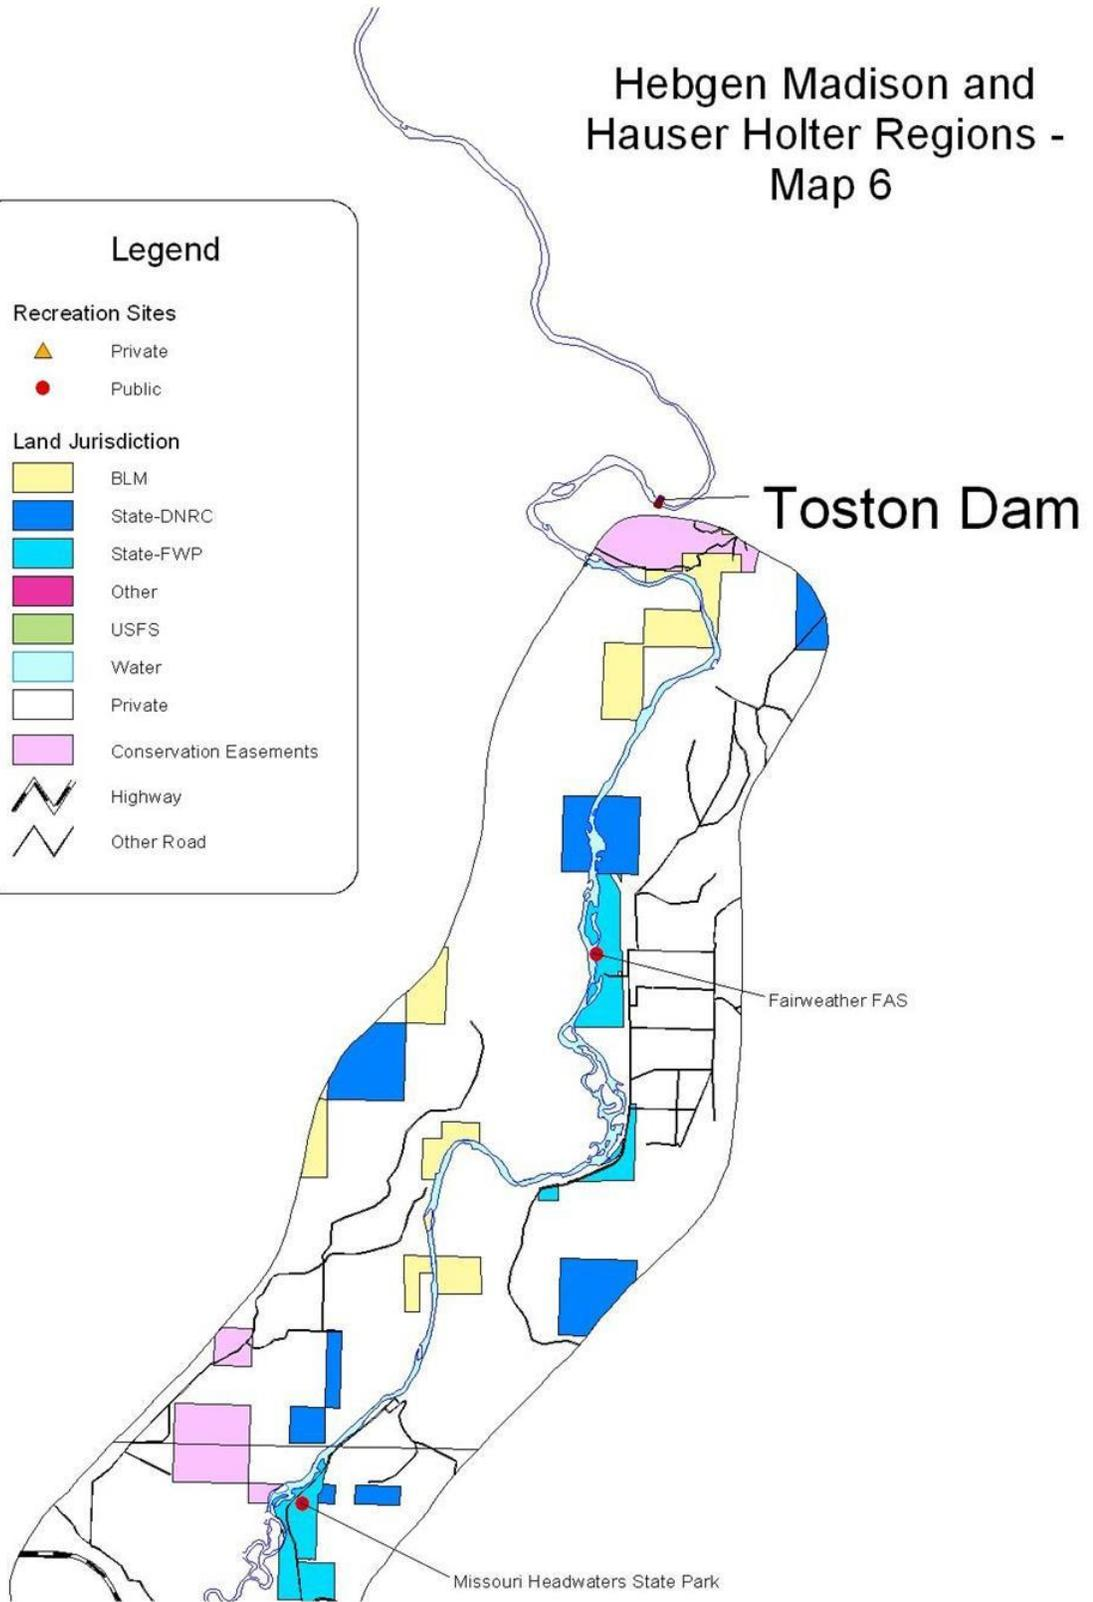 Hebgen Madison and
Hauser Holter Regions -
Map 6
Legend
Recreation Sites
Private
Public
Land Jurisdiction
BLM
State-DNRC
State-FWP
Other
USFS
Water
Private
Conservation Easements
Highway
Other Road
Toston Dam
Fairweather FAS
Missouri Headwaters State Park